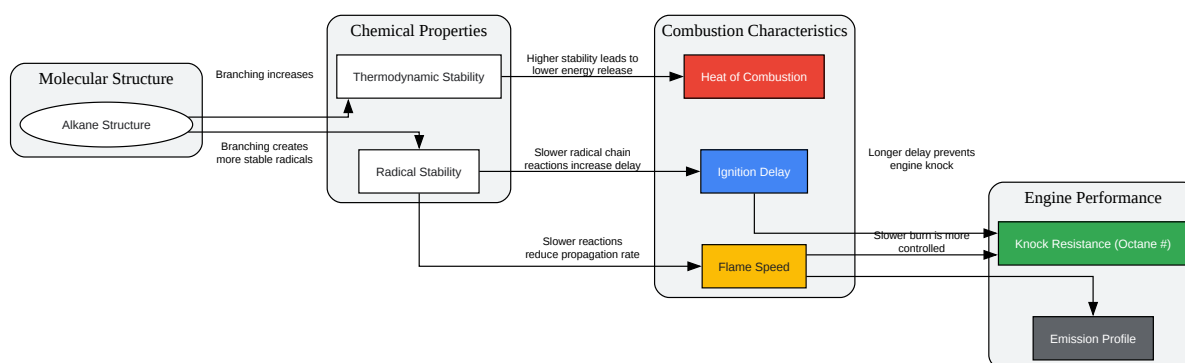 Molecular Structure
Alkane Structure
Branching increases
Branching creates
more stable radicals
Chemical Properties
Thermodynamic Stability
Radical Stability
Higher stability leads to
lower energy release
Slower radical chain
reactions increase delay
Slower reactions
reduce propagation rate
Combustion Characteristics
Heat of Combustion
Ignition Delay
Flame Speed
Longer delay prevents
engine knock
Slower burn is more
controlled
Engine Performance
Knock Resistance (Octane #)
Emission Profile